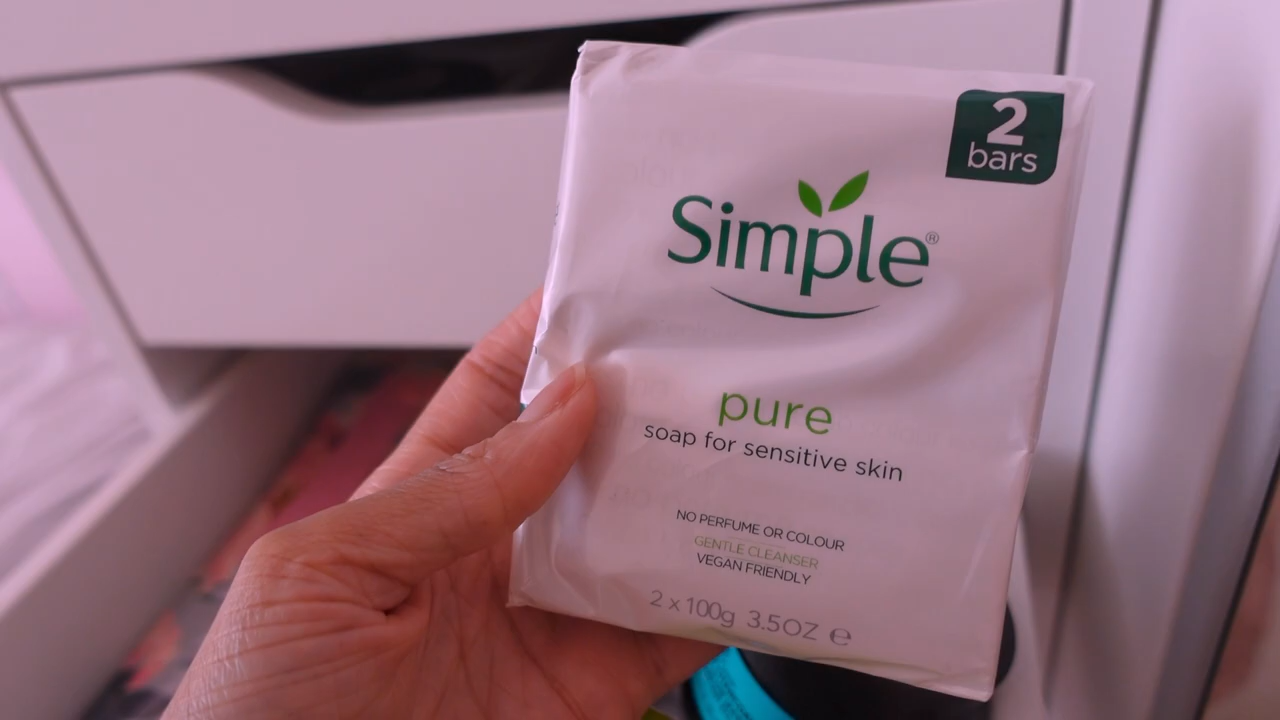 2
bars
Simple®
pure
soap for sensitive skin
NO PERFUME OR COLOUR
GENTLE CLEANSER
VEGAN FRIENDLY
2 x 100g 3.5OZ ℮